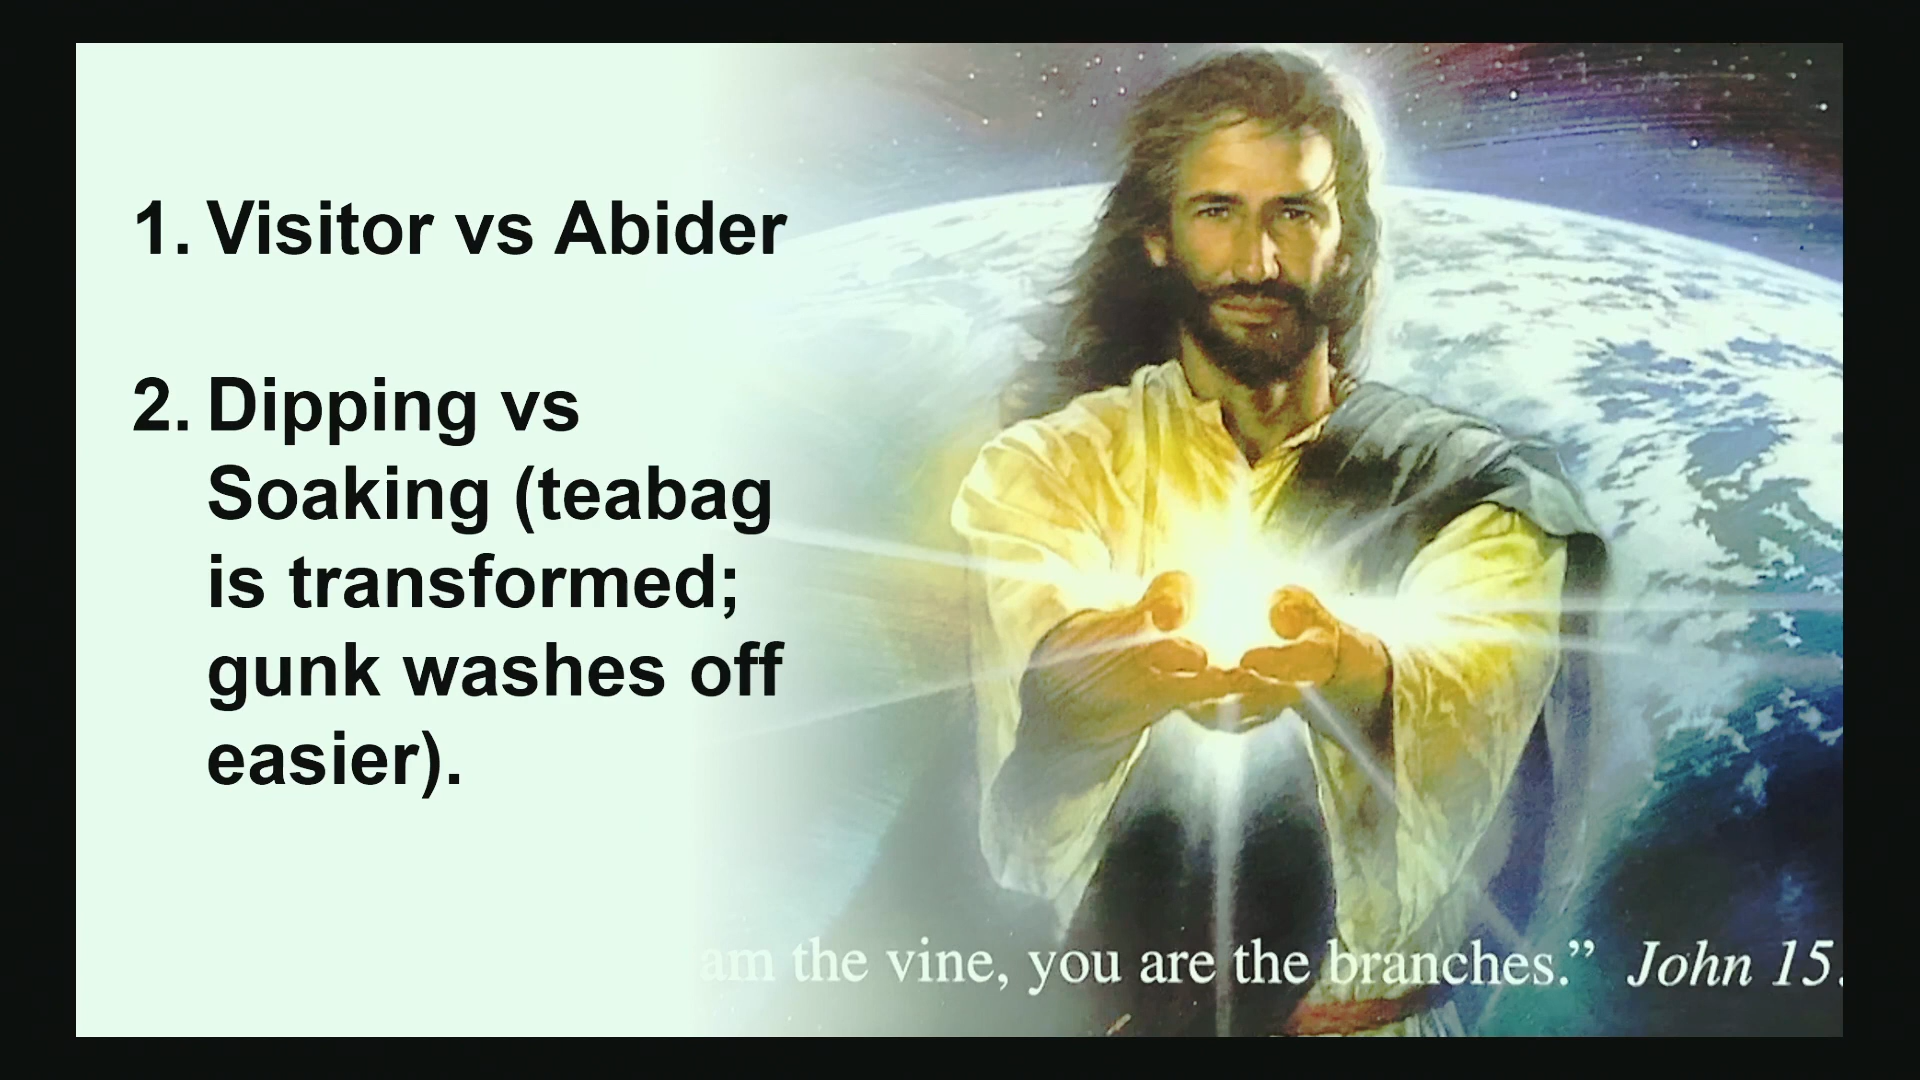 1. Visitor vs Abider
2. Dipping vs
Soaking (teabag
is transformed;
gunk washes off
easier).
am the vine, you are the branches.” John 15: